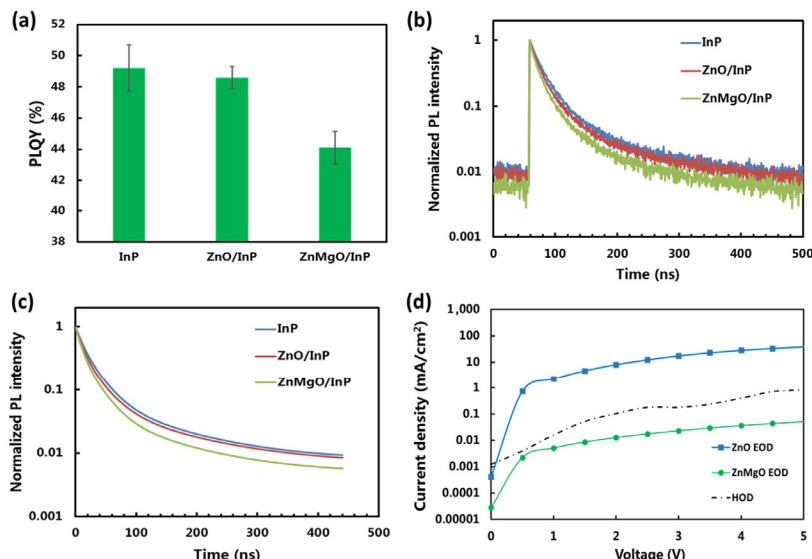 (a)
PLQY (%)
52
50
48
46
44
42
40
38
InP
ZnO/InP
ZnMgO/InP
(b)
Normalized PL intensity
1
0.1
0.01
0.001
InP
ZnO/InP
ZnMgO/InP
0
100
200
300
400
500
Time (ns)
(c)
Normalized PL intensity
1
0.1
0.01
0.001
InP
ZnO/InP
ZnMgO/InP
0
100
200
300
400
500
Time (ns)
(d)
Current density (mA/cm²)
1,000
100
10
1
0.1
0.01
0.001
0.0001
0.00001
ZnO EOD
ZnMgO EOD
HOD
0
1
2
3
4
5
Voltage (V)